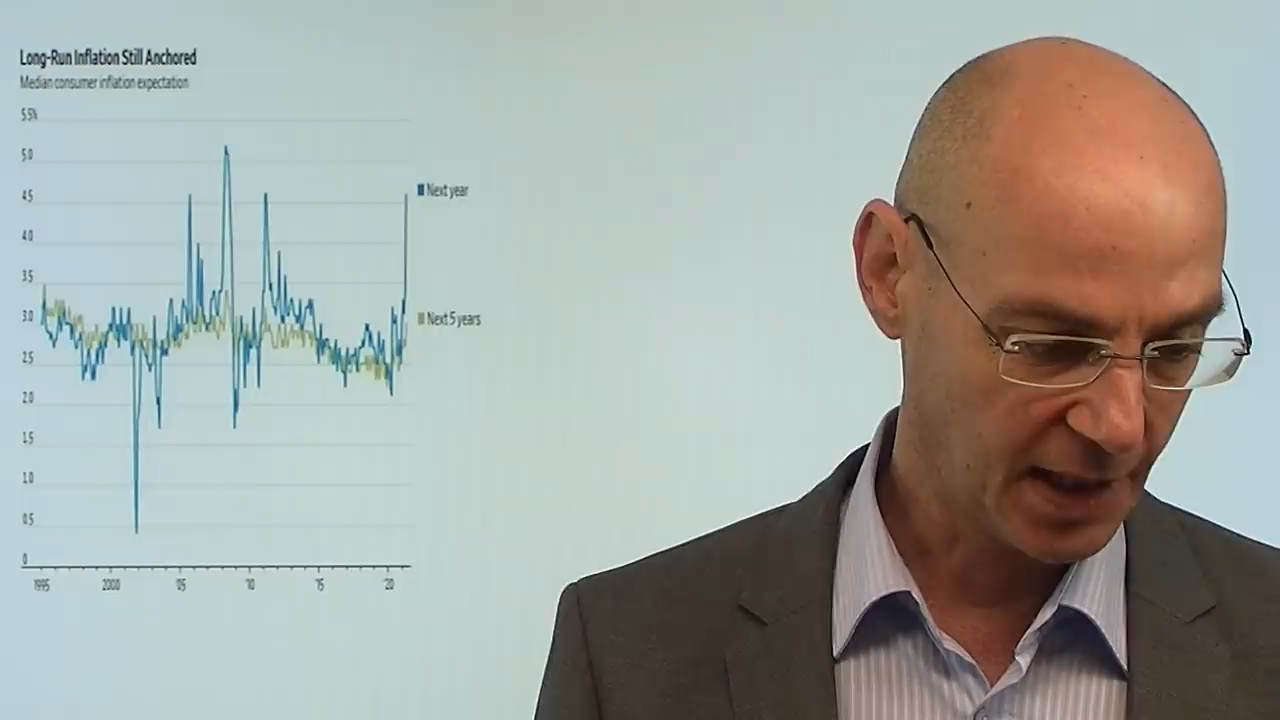 Long-Run Inflation Still Anchored
Median consumer inflation expectation
5.5%
5.0
4.5
4.0
3.5
3.0
2.5
2.0
1.5
1.0
0.5
0
Next year
Next 5 years
1995 2000 '05 '10 '15 '20